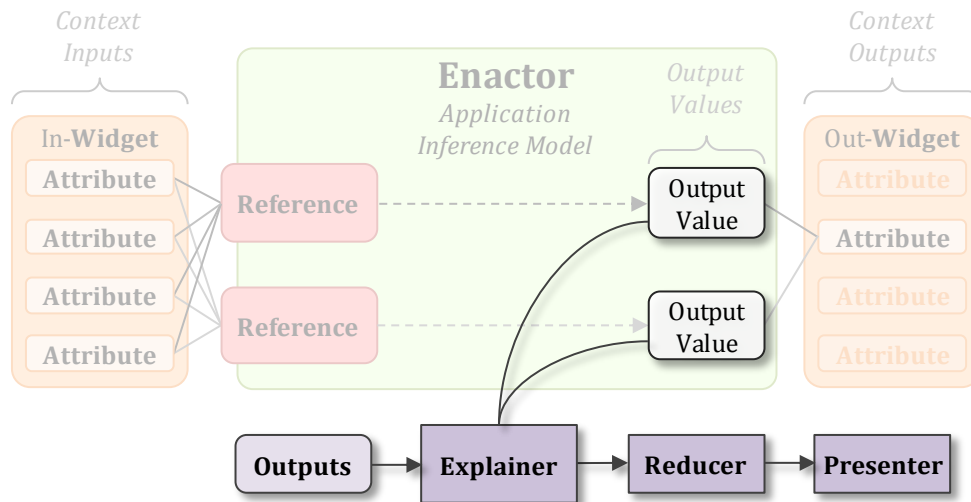 Context
Inputs
Context
Outputs
Enactor
Application
Inference Model
Output
Values
In-Widget
Attribute
Attribute
Attribute
Attribute
Reference
Reference
Output
Value
Output
Value
Out-Widget
Attribute
Attribute
Attribute
Attribute
Outputs
Explainer
Reducer
Presenter